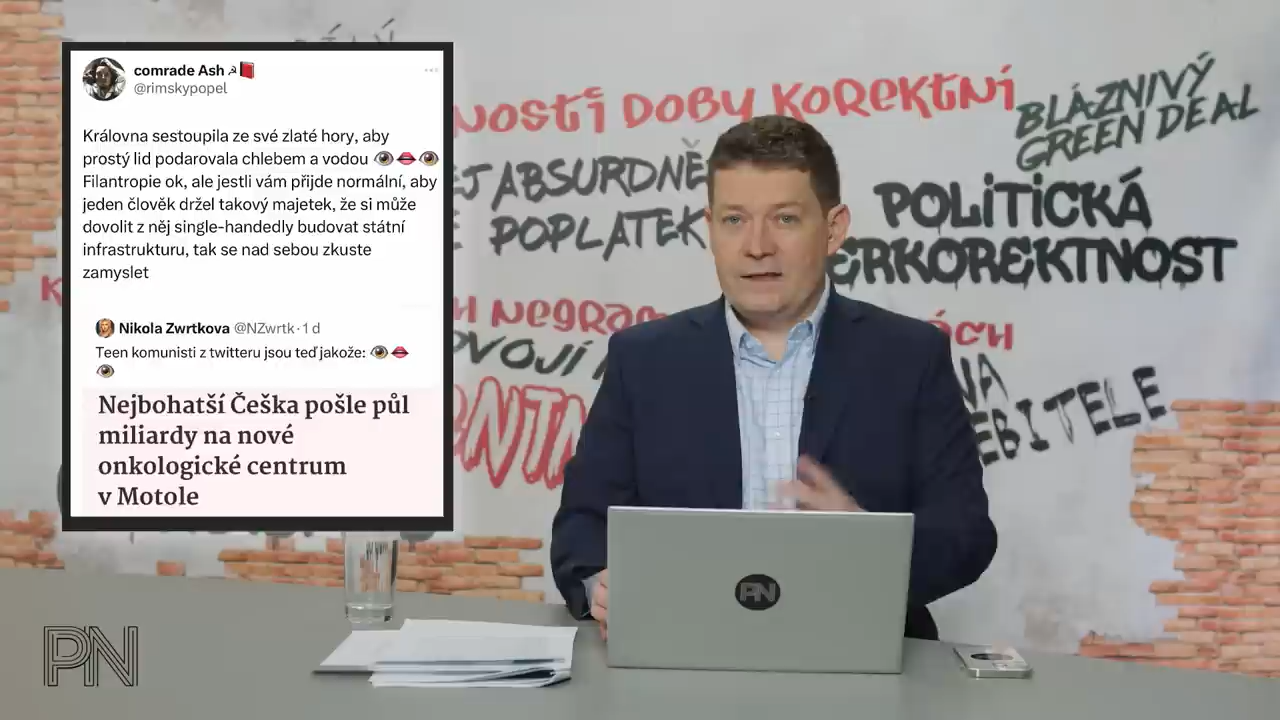 comrade Ash ☭📕
@rimskypopel
Královna sestoupila ze své zlaté hory, aby
prostý lid podarovala chlebem a vodou 👁️👄👁️
Filantropie ok, ale jestli vám přijde normální, aby
jeden člověk držel takový majetek, že si může
dovolit z něj single-handedly budovat státní
infrastrukturu, tak se nad sebou zkuste
zamyslet
Nikola Zwrtkova @NZwrtk · 1 d
Teen komunisti z twitteru jsou teď jakože: 👁️👄
👁️
Nejbohatší Češka pošle půl
miliardy na nové
onkologické centrum
v Motole
DOBY KOREKTNÍ
BLÁZNIVÝ
GREEN DEAL
ABSURDNĚ
POPLATEK
POLITICKÁ
PN
PN